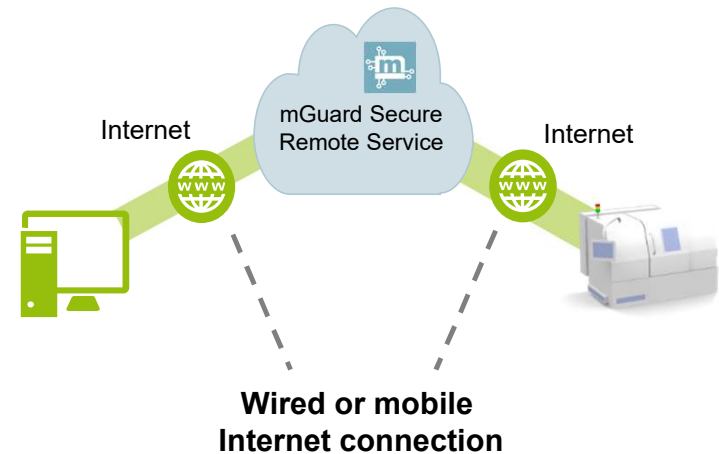 mGuard Secure
Remote Service
Internet
Internet
www
www
Wired or mobile
Internet connection